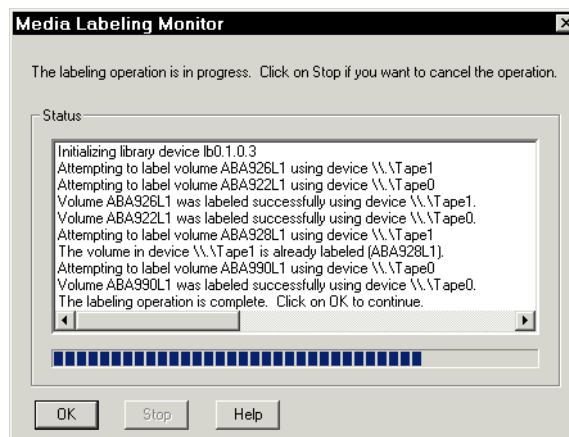 Media Labeling Monitor
The labeling operation is in progress.  Click on Stop if you want to cancel the operation.
Status
Initializing library device lb0.1.0.3
Attempting to label volume ABA926L1 using device \\.\Tape1
Attempting to label volume ABA922L1 using device \\.\Tape0
Volume ABA926L1 was labeled successfully using device \\.\Tape1.
Volume ABA922L1 was labeled successfully using device \\.\Tape0.
Attempting to label volume ABA928L1 using device \\.\Tape1
The volume in device \\.\Tape1 is already labeled (ABA928L1).
Attempting to label volume ABA990L1 using device \\.\Tape0
Volume ABA990L1 was labeled successfully using device \\.\Tape0.
The labeling operation is complete.  Click on OK to continue.
OK Stop Help